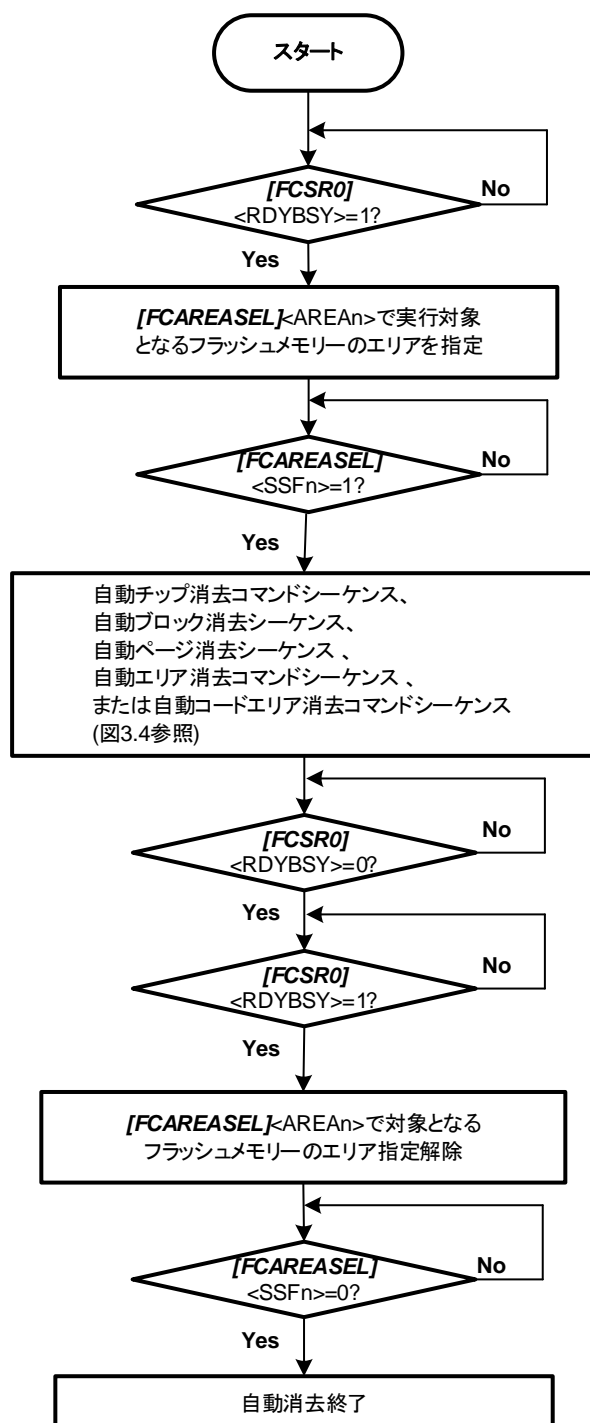 スタート
[FCSR0]
<RDYBSY>=1?
No
Yes
[FCAREASEL]<AREAn>で実行対象
となるフラッシュメモリーのエリアを指定
[FCAREASEL]
<SSFn>=1?
No
Yes
自動チップ消去コマンドシーケンス、
自動ブロック消去シーケンス、
自動ページ消去シーケンス 、
自動エリア消去コマンドシーケンス 、
または自動コードエリア消去コマンドシーケンス
(図3.4参照)
[FCSR0]
<RDYBSY>=0?
No
Yes
[FCSR0]
<RDYBSY>=1?
No
Yes
[FCAREASEL]<AREAn>で対象となる
フラッシュメモリーのエリア指定解除
[FCAREASEL]
<SSFn>=0?
No
Yes
自動消去終了